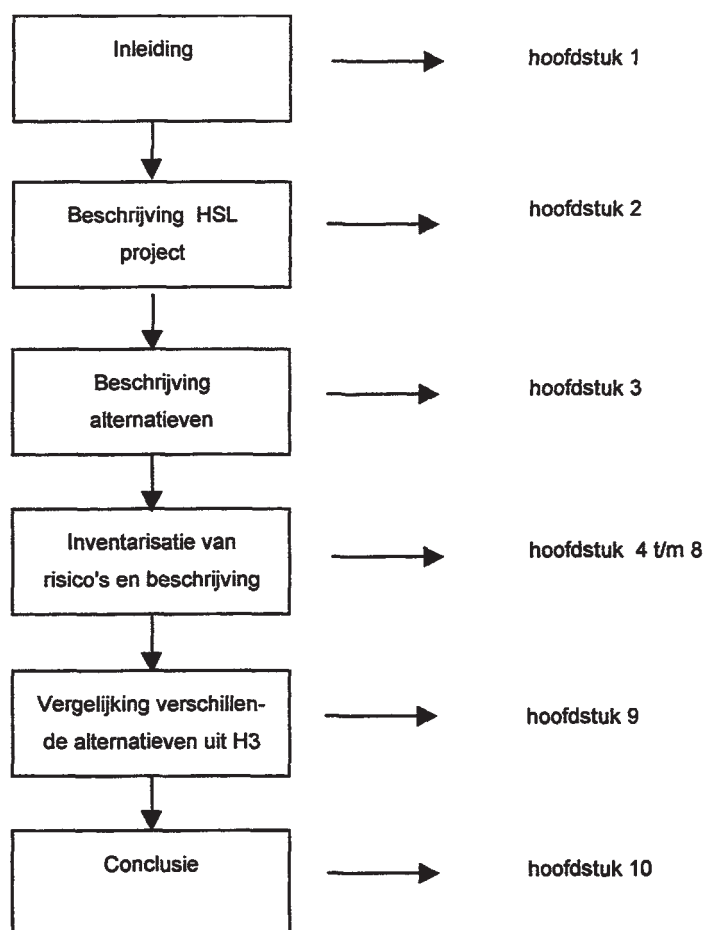 Inleiding
hoofdstuk 1
Beschrijving HSL
project
hoofdstuk 2
Beschrijving
alternatieven
hoofdstuk 3
Inventarisatie van
risico's en beschrijving
hoofdstuk 4 t/m 8
Vergelijking verschillen-
de alternatieven uit H3
hoofdstuk 9
Conclusie
hoofdstuk 10